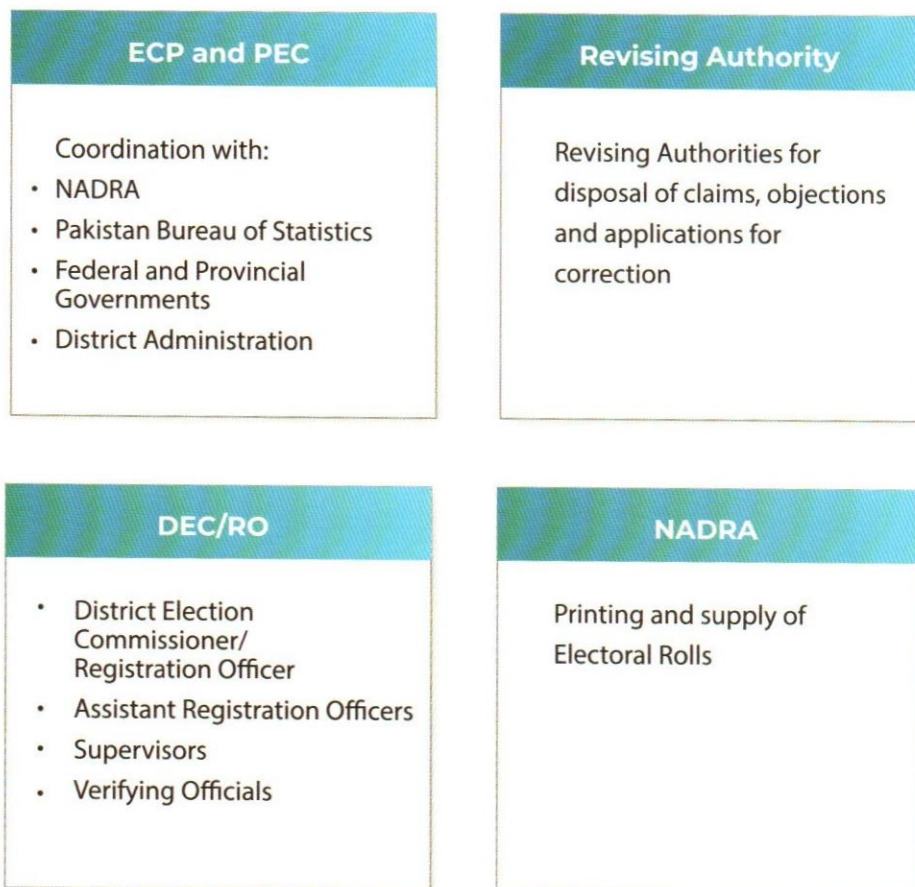 ECP and PEC
Coordination with:
• NADRA
• Pakistan Bureau of Statistics
• Federal and Provincial
Governments
• District Administration
Revising Authority
Revising Authorities for
disposal of claims, objections
and applications for
correction
DEC/RO
• District Election
Commissioner/
Registration Officer
• Assistant Registration Officers
• Supervisors
• Verifying Officials
NADRA
Printing and supply of
Electoral Rolls